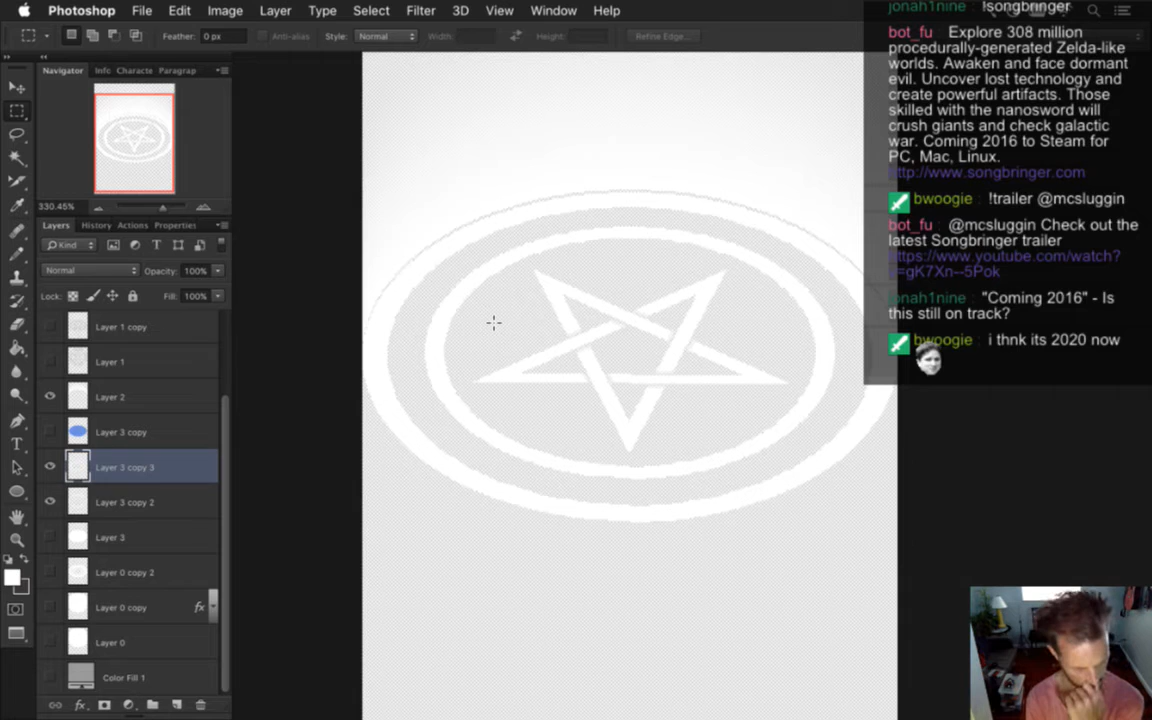 Photoshop File Edit Image Layer Type Select Filter 3D View Window Help
Feather: 0 px Anti-alias Style: Normal Width: Height: Refine Edge...
Navigator Info Characte Paragrap
330.45%
Layers History Actions Properties
Kind
Normal Opacity: 100%
Lock: Fill: 100%
Layer 1 copy
Layer 1
Layer 2
Layer 3 copy
Layer 3 copy 3
Layer 3 copy 2
Layer 3
Layer 0 copy 2
Layer 0 copy fx
Layer 0
Color Fill 1
fx
jonah1nine : !songbringer
bot_fu : Explore 308 million
procedurally-generated Zelda-like
worlds. Awaken and face dormant
evil. Uncover lost technology and
create powerful artifacts. Those
skilled with the nanosword will
crush giants and check galactic
war. Coming 2016 to Steam for
PC, Mac, Linux.
http://www.songbringer.com
bwoogie : !trailer @mcsluggin
bot_fu : @mcsluggin Check out the
latest Songbringer trailer
https://www.youtube.com/watch?
v=gK7Xn--5Pok
jonah1nine : "Coming 2016" - Is
this still on track?
bwoogie : i thnk its 2020 now